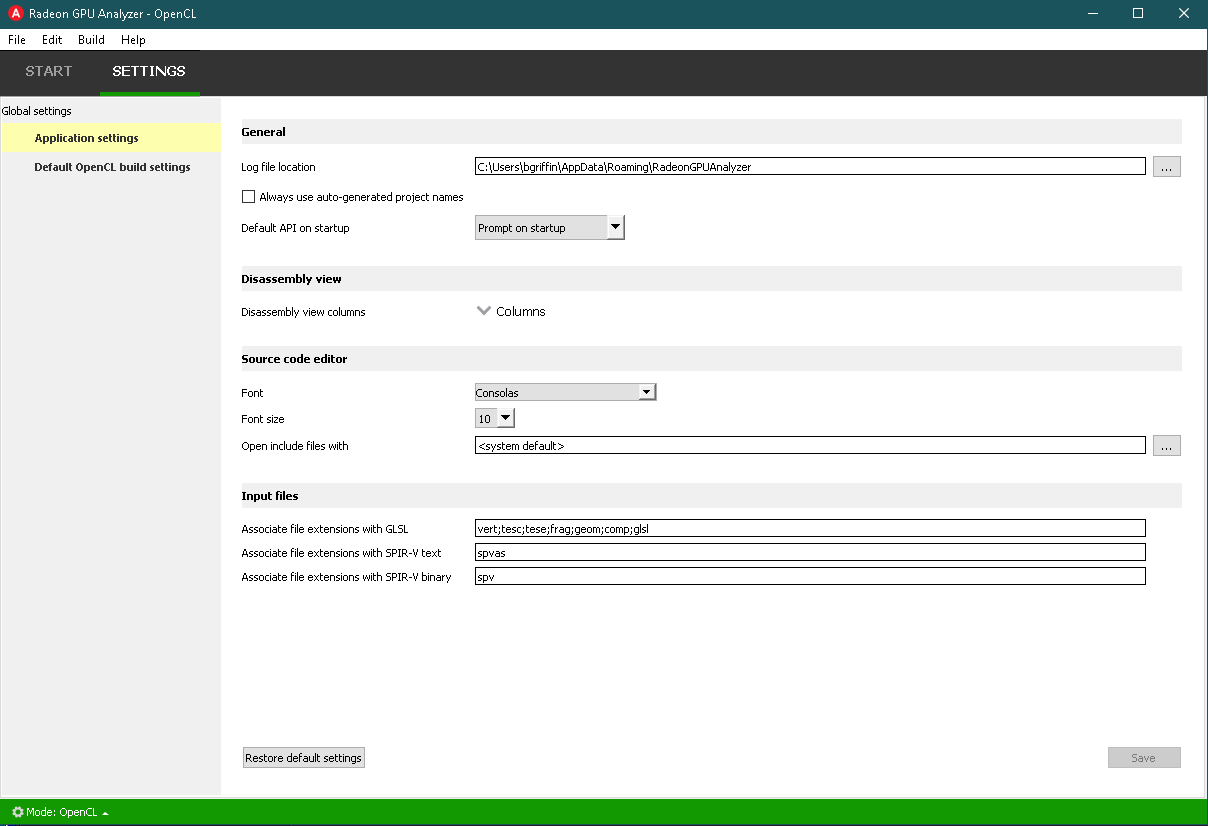 A Radeon GPU Analyzer - OpenCL
File Edit Build Help
START SETTINGS
Global settings
Application settings
Default OpenCL build settings
General
Log file location C:\Users\bgriffin\AppData\Roaming\RadeonGPUAnalyzer ...
Always use auto-generated project names
Default API on startup Prompt on startup
Disassembly view
Disassembly view columns Columns
Source code editor
Font Consolas
Font size 10
Open include files with <system default> ...
Input files
Associate file extensions with GLSL vert;tesc;tese;frag;geom;comp;glsl
Associate file extensions with SPIR-V text spvas
Associate file extensions with SPIR-V binary spv
Restore default settings Save
Mode: OpenCL